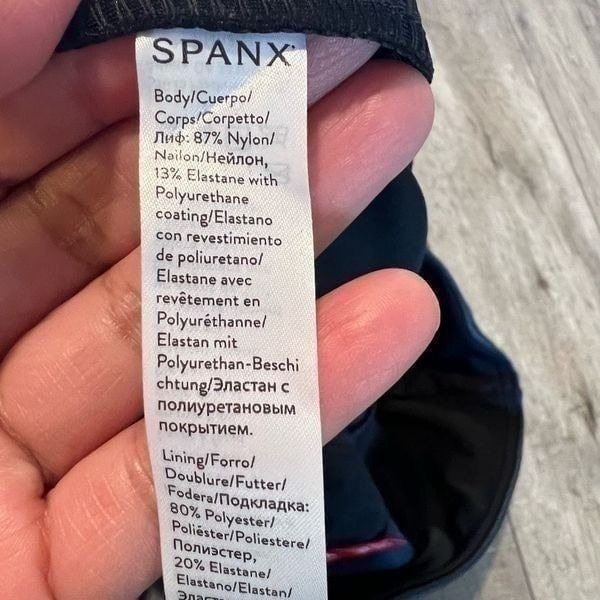 SPANX
Body/Cuerpo/
Corps/Corpetto/
Лиф: 87% Nylon/
Nailon/Нейлон,
13% Elastane with
Polyurethane
coating/Elastano
con revestimiento
de poliuretano/
Elastane avec
revêtement en
Polyuréthanne/
Elastan mit
Polyurethan-Beschi
chtung/Эластан с
полиуретановым
покрытием.
Lining/Forro/
Doublure/Futter/
Fodera/Подкладка:
80% Polyester/
Poliéster/Poliestere/
Полиэстер,
20% Elastane/
Elastano/Elastan/